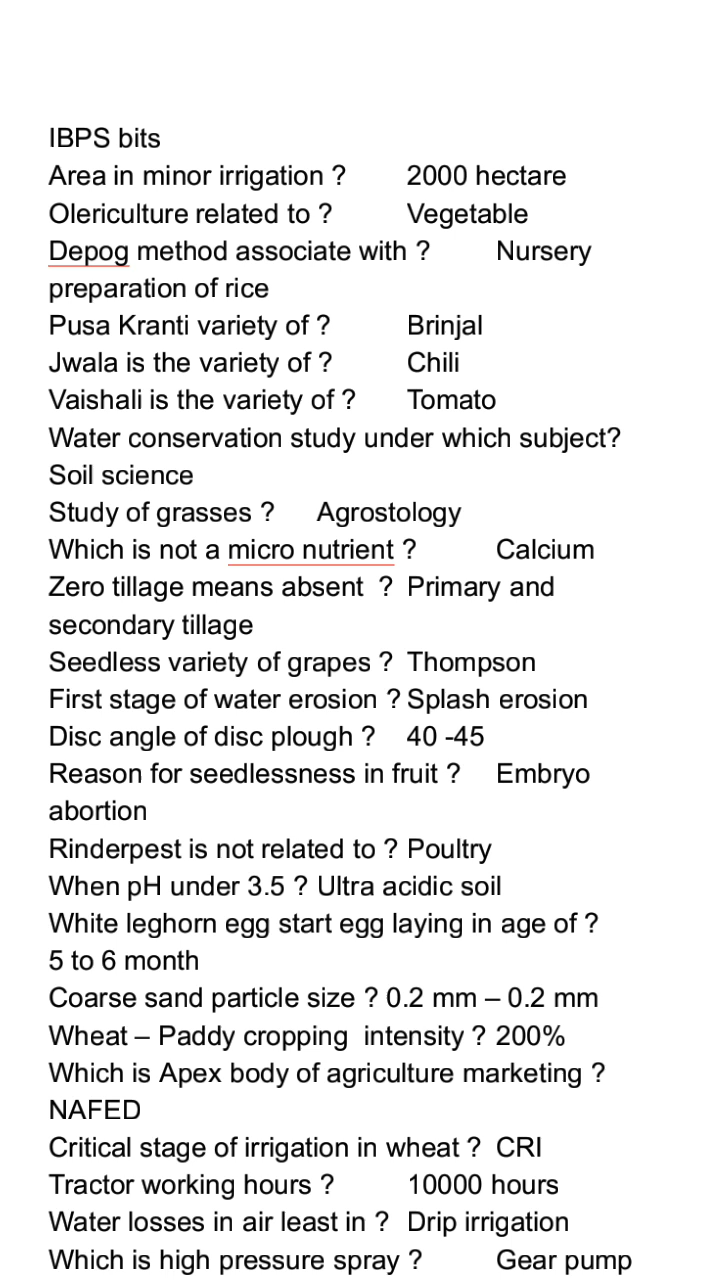 IBPS bits
Area in minor irrigation ? 2000 hectare
Olericulture related to ? Vegetable
Depog method associate with ? Nursery
preparation of rice
Pusa Kranti variety of ? Brinjal
Jwala is the variety of ? Chili
Vaishali is the variety of ? Tomato
Water conservation study under which subject?
Soil science
Study of grasses ? Agrostology
Which is not a micro nutrient ? Calcium
Zero tillage means absent  ? Primary and
secondary tillage
Seedless variety of grapes ? Thompson
First stage of water erosion ? Splash erosion
Disc angle of disc plough ? 40 -45
Reason for seedlessness in fruit ? Embryo
abortion
Rinderpest is not related to ? Poultry
When pH under 3.5 ? Ultra acidic soil
White leghorn egg start egg laying in age of ?
5 to 6 month
Coarse sand particle size ? 0.2 mm – 0.2 mm
Wheat – Paddy cropping  intensity ? 200%
Which is Apex body of agriculture marketing ?
NAFED
Critical stage of irrigation in wheat ? CRI
Tractor working hours ? 10000 hours
Water losses in air least in ? Drip irrigation
Which is high pressure spray ? Gear pump